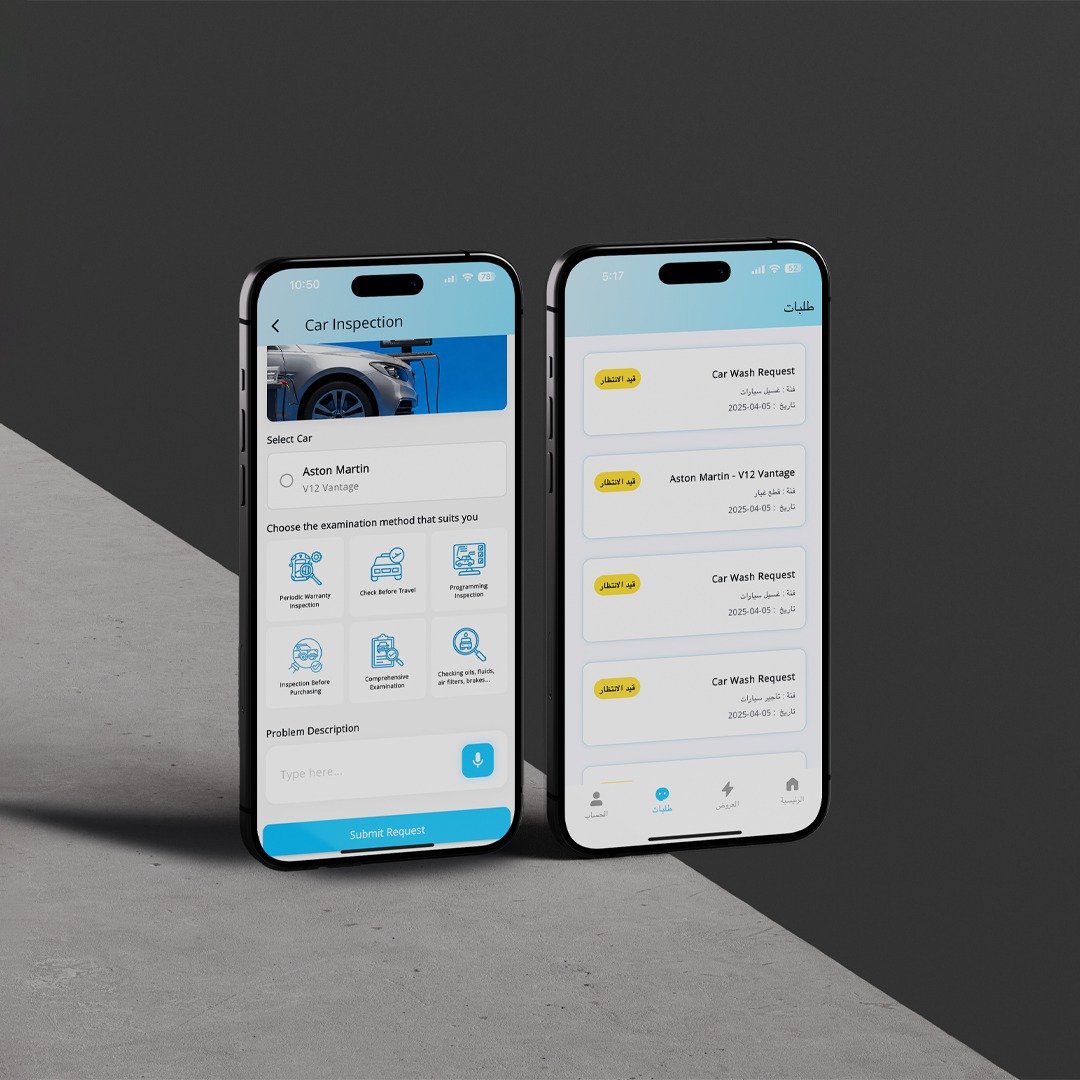 10:50
78
Car Inspection
Select Car
Aston Martin
V12 Vantage
Choose the examination method that suits you
Periodic Warranty
Inspection
Check Before Travel
Programming
Inspection
Inspection Before
Purchasing
Comprehensive
Examination
Checking oils, fluids,
air filters, brakes...
Problem Description
Type here...
Submit Request
5:17
طلبات
Car Wash Request
قيد الانتظار
فئة : غسيل سيارات
تاريخ : 2025-04-05
Aston Martin - V12 Vantage
قيد الانتظار
فئة : قطع غيار
تاريخ : 2025-04-05
Car Wash Request
قيد الانتظار
فئة : غسيل سيارات
تاريخ : 2025-04-05
Car Wash Request
قيد الانتظار
فئة : تاجير سيارات
تاريخ : 2025-04-05
الرئيسية
العروض
طلبات
الحساب